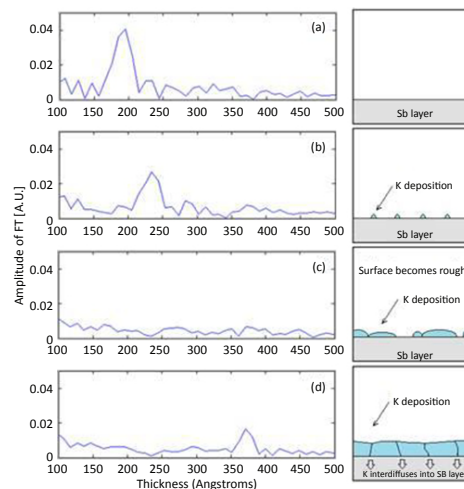 (a)
0.04
0.02
0
100 150 200 250 300 350 400 450 500
Sb layer
(b)
0.04
0.02
0
100 150 200 250 300 350 400 450 500
K deposition
Sb layer
(c)
0.04
0.02
0
100 150 200 250 300 350 400 450 500
Surface becomes rough
K deposition
Sb layer
(d)
0.04
0.02
0
100 150 200 250 300 350 400 450 500
K deposition
K interdiffuses into SB layer
Amplitude of FT [A.U.]
Thickness (Angstroms)